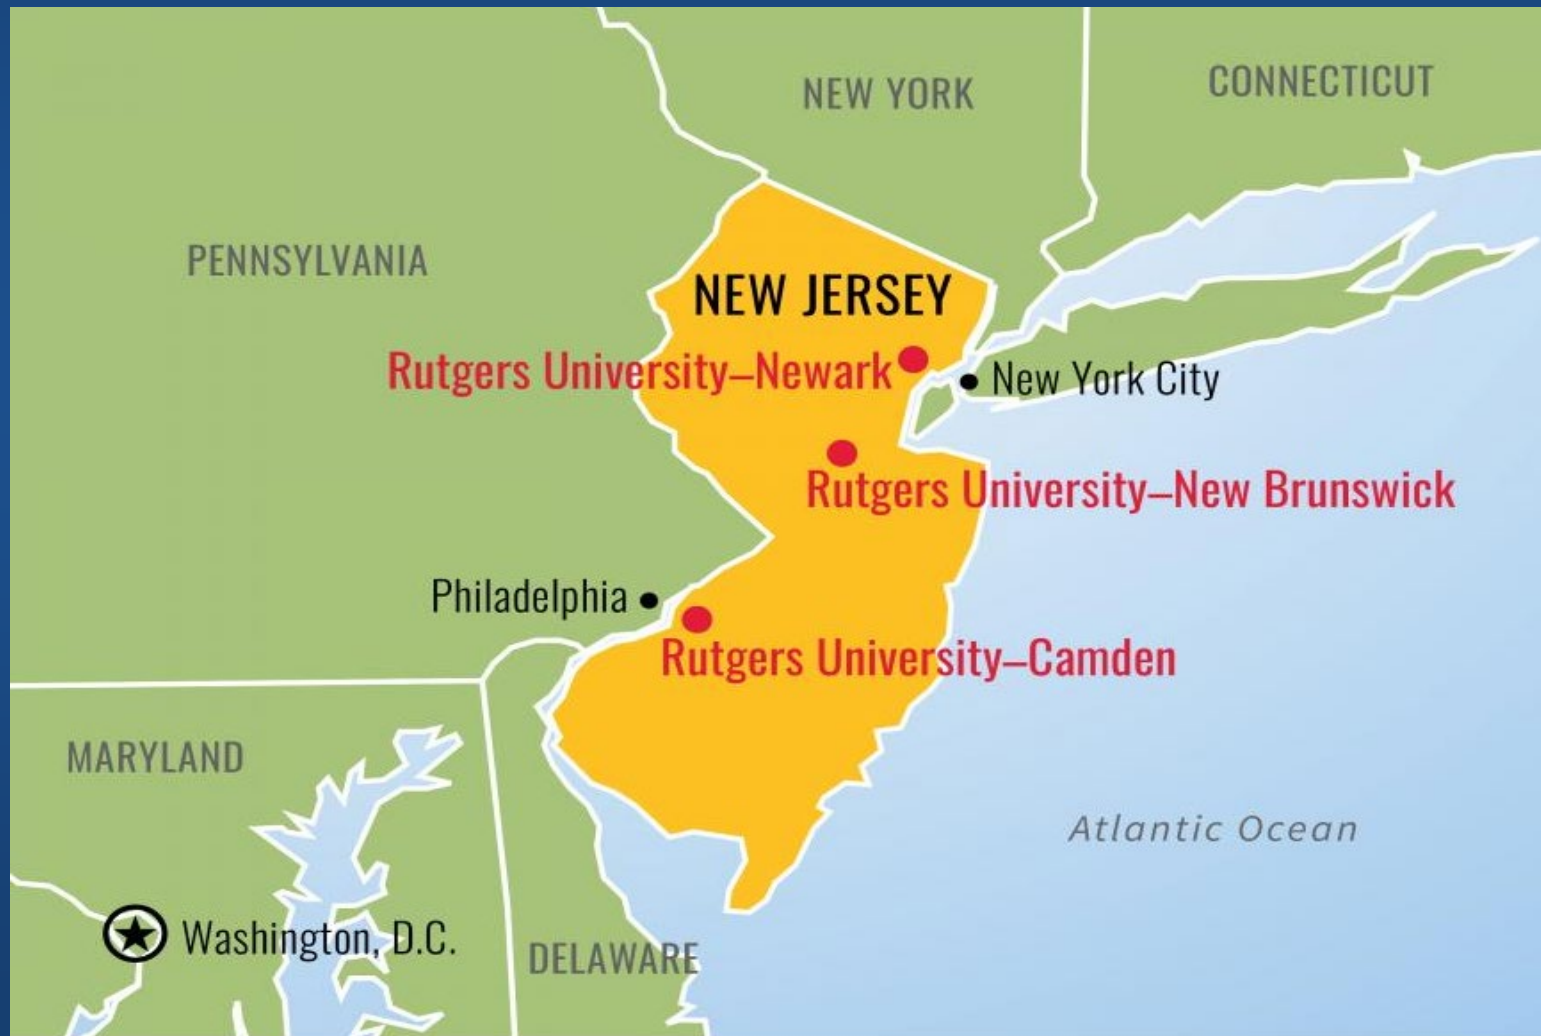 NEW YORK
CONNECTICUT
PENNSYLVANIA
NEW JERSEY
Rutgers University–Newark
New York City
Rutgers University–New Brunswick
Philadelphia
Rutgers University–Camden
MARYLAND
Atlantic Ocean
Washington, D.C.
DELAWARE